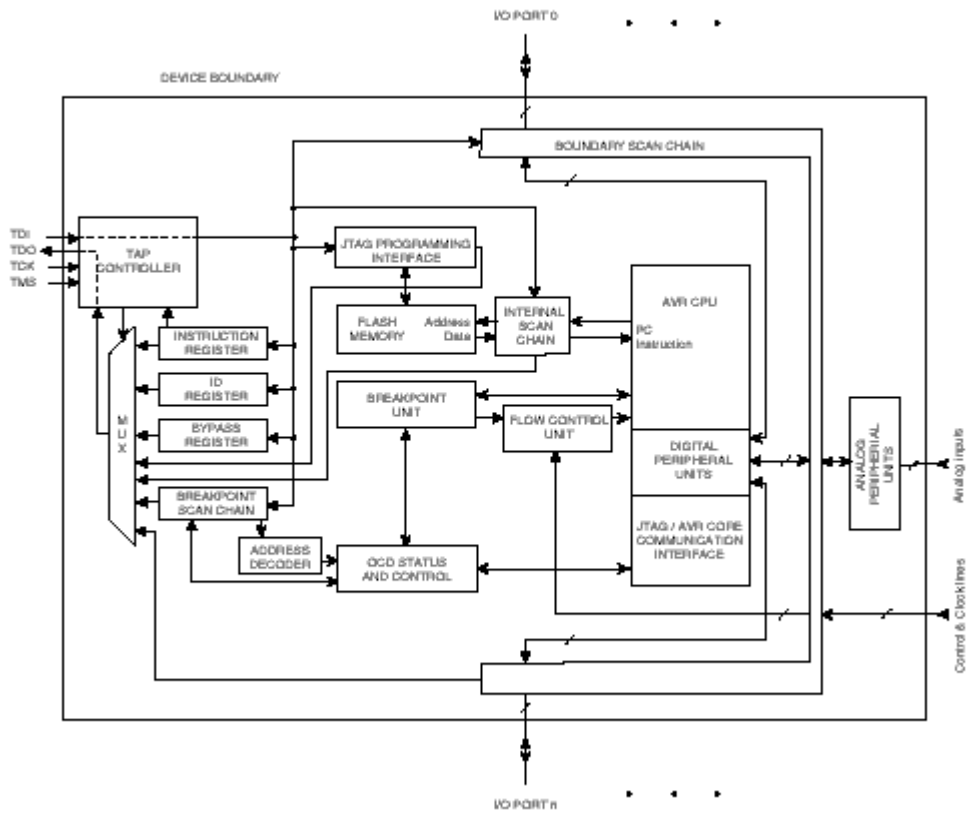 I/O PORT 0
DEVICE BOUNDARY
BOUNDARY SCAN CHAIN
TDI
TDO
TCK
TMS
TAP
CONTROLLER
JTAG PROGRAMMING
INTERFACE
AVR CPU
FLASH
MEMORY
Address
Data
INTERNAL
SCAN
CHAIN
PC
Instruction
INSTRUCTION
REGISTER
ID
REGISTER
BYPASS
REGISTER
MUX
BREAKPOINT
UNIT
FLOW CONTROL
UNIT
DIGITAL
PERIPHERAL
UNITS
ANALOG
PERIPHERIAL
UNITS
Analog inputs
BREAKPOINT
SCAN CHAIN
ADDRESS
DECODER
OCD STATUS
AND CONTROL
JTAG / AVR CORE
COMMUNICATION
INTERFACE
Control & Clock lines
I/O PORT n